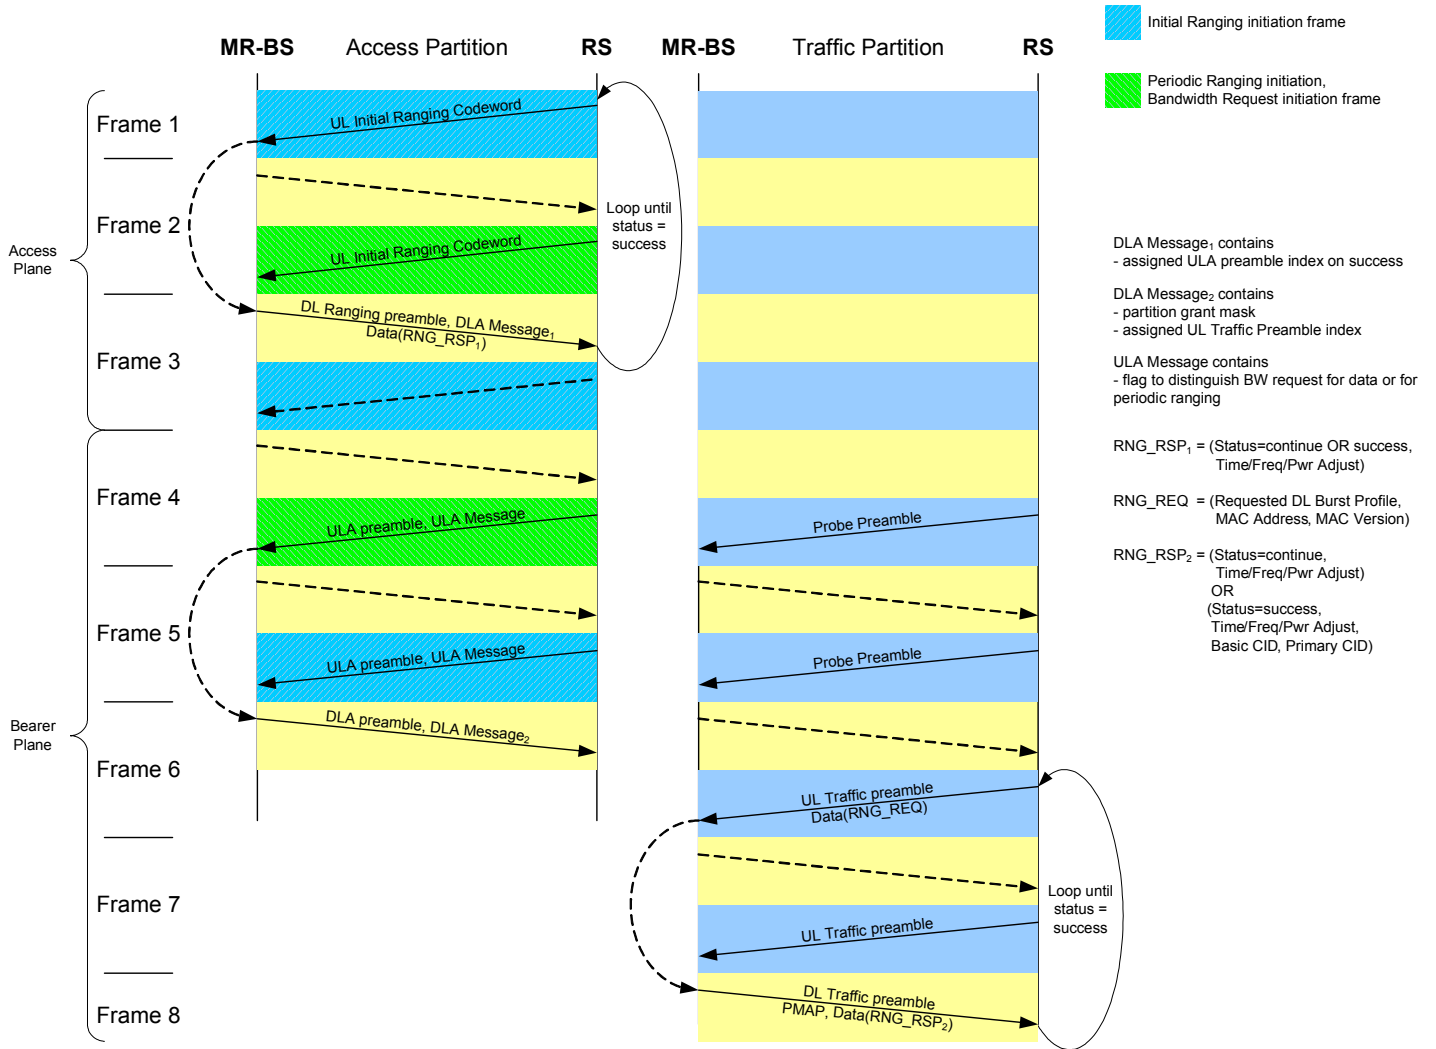 MR-BS Access Partition RS
MR-BS Traffic Partition RS
Initial Ranging initiation frame
Periodic Ranging initiation,
Bandwidth Request initiation frame
Access
Plane
Bearer
Plane
Frame 1
Frame 2
Frame 3
Frame 4
Frame 5
Frame 6
Frame 7
Frame 8
UL Initial Ranging Codeword
UL Initial Ranging Codeword
DL Ranging preamble, DLA Message₁
Data(RNG_RSP₁)
Loop until
status =
success
ULA preamble, ULA Message
ULA preamble, ULA Message
DLA preamble, DLA Message₂
Probe Preamble
Probe Preamble
UL Traffic preamble
Data(RNG_REQ)
UL Traffic preamble
DL Traffic preamble
PMAP, Data(RNG_RSP₂)
Loop until
status =
success
DLA Message₁ contains
- assigned ULA preamble index on success
DLA Message₂ contains
- partition grant mask
- assigned UL Traffic Preamble index
ULA Message contains
- flag to distinguish BW request for data or for
periodic ranging
RNG_RSP₁ = (Status=continue OR success,
Time/Freq/Pwr Adjust)
RNG_REQ = (Requested DL Burst Profile,
MAC Address, MAC Version)
RNG_RSP₂ = (Status=continue,
Time/Freq/Pwr Adjust)
OR
(Status=success,
Time/Freq/Pwr Adjust,
Basic CID, Primary CID)